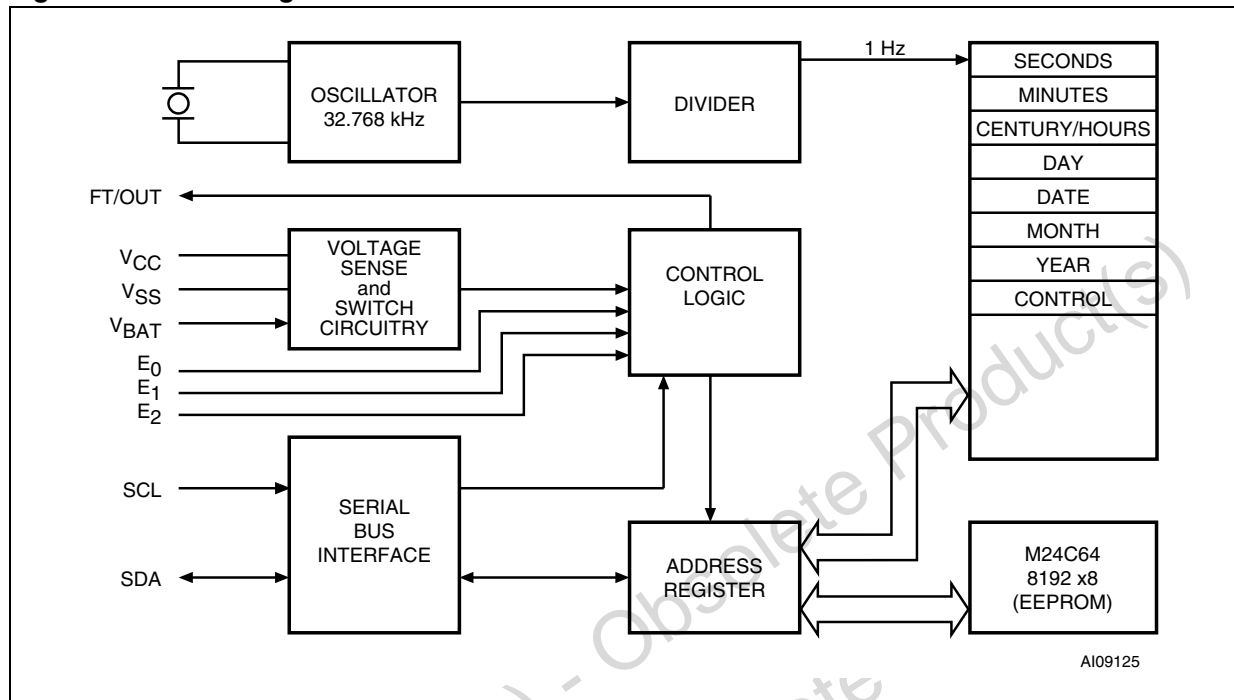 OSCILLATOR
32.768 kHz
DIVIDER
1 Hz
SECONDS
MINUTES
CENTURY/HOURS
DAY
DATE
MONTH
YEAR
CONTROL
FT/OUT
VCC
VSS
VBAT
VOLTAGE
SENSE
and
SWITCH
CIRCUITRY
CONTROL
LOGIC
E0
E1
E2
SCL
SDA
SERIAL
BUS
INTERFACE
ADDRESS
REGISTER
M24C64
8192 x8
(EEPROM)
AI09125
) - Obsolete Product(s)